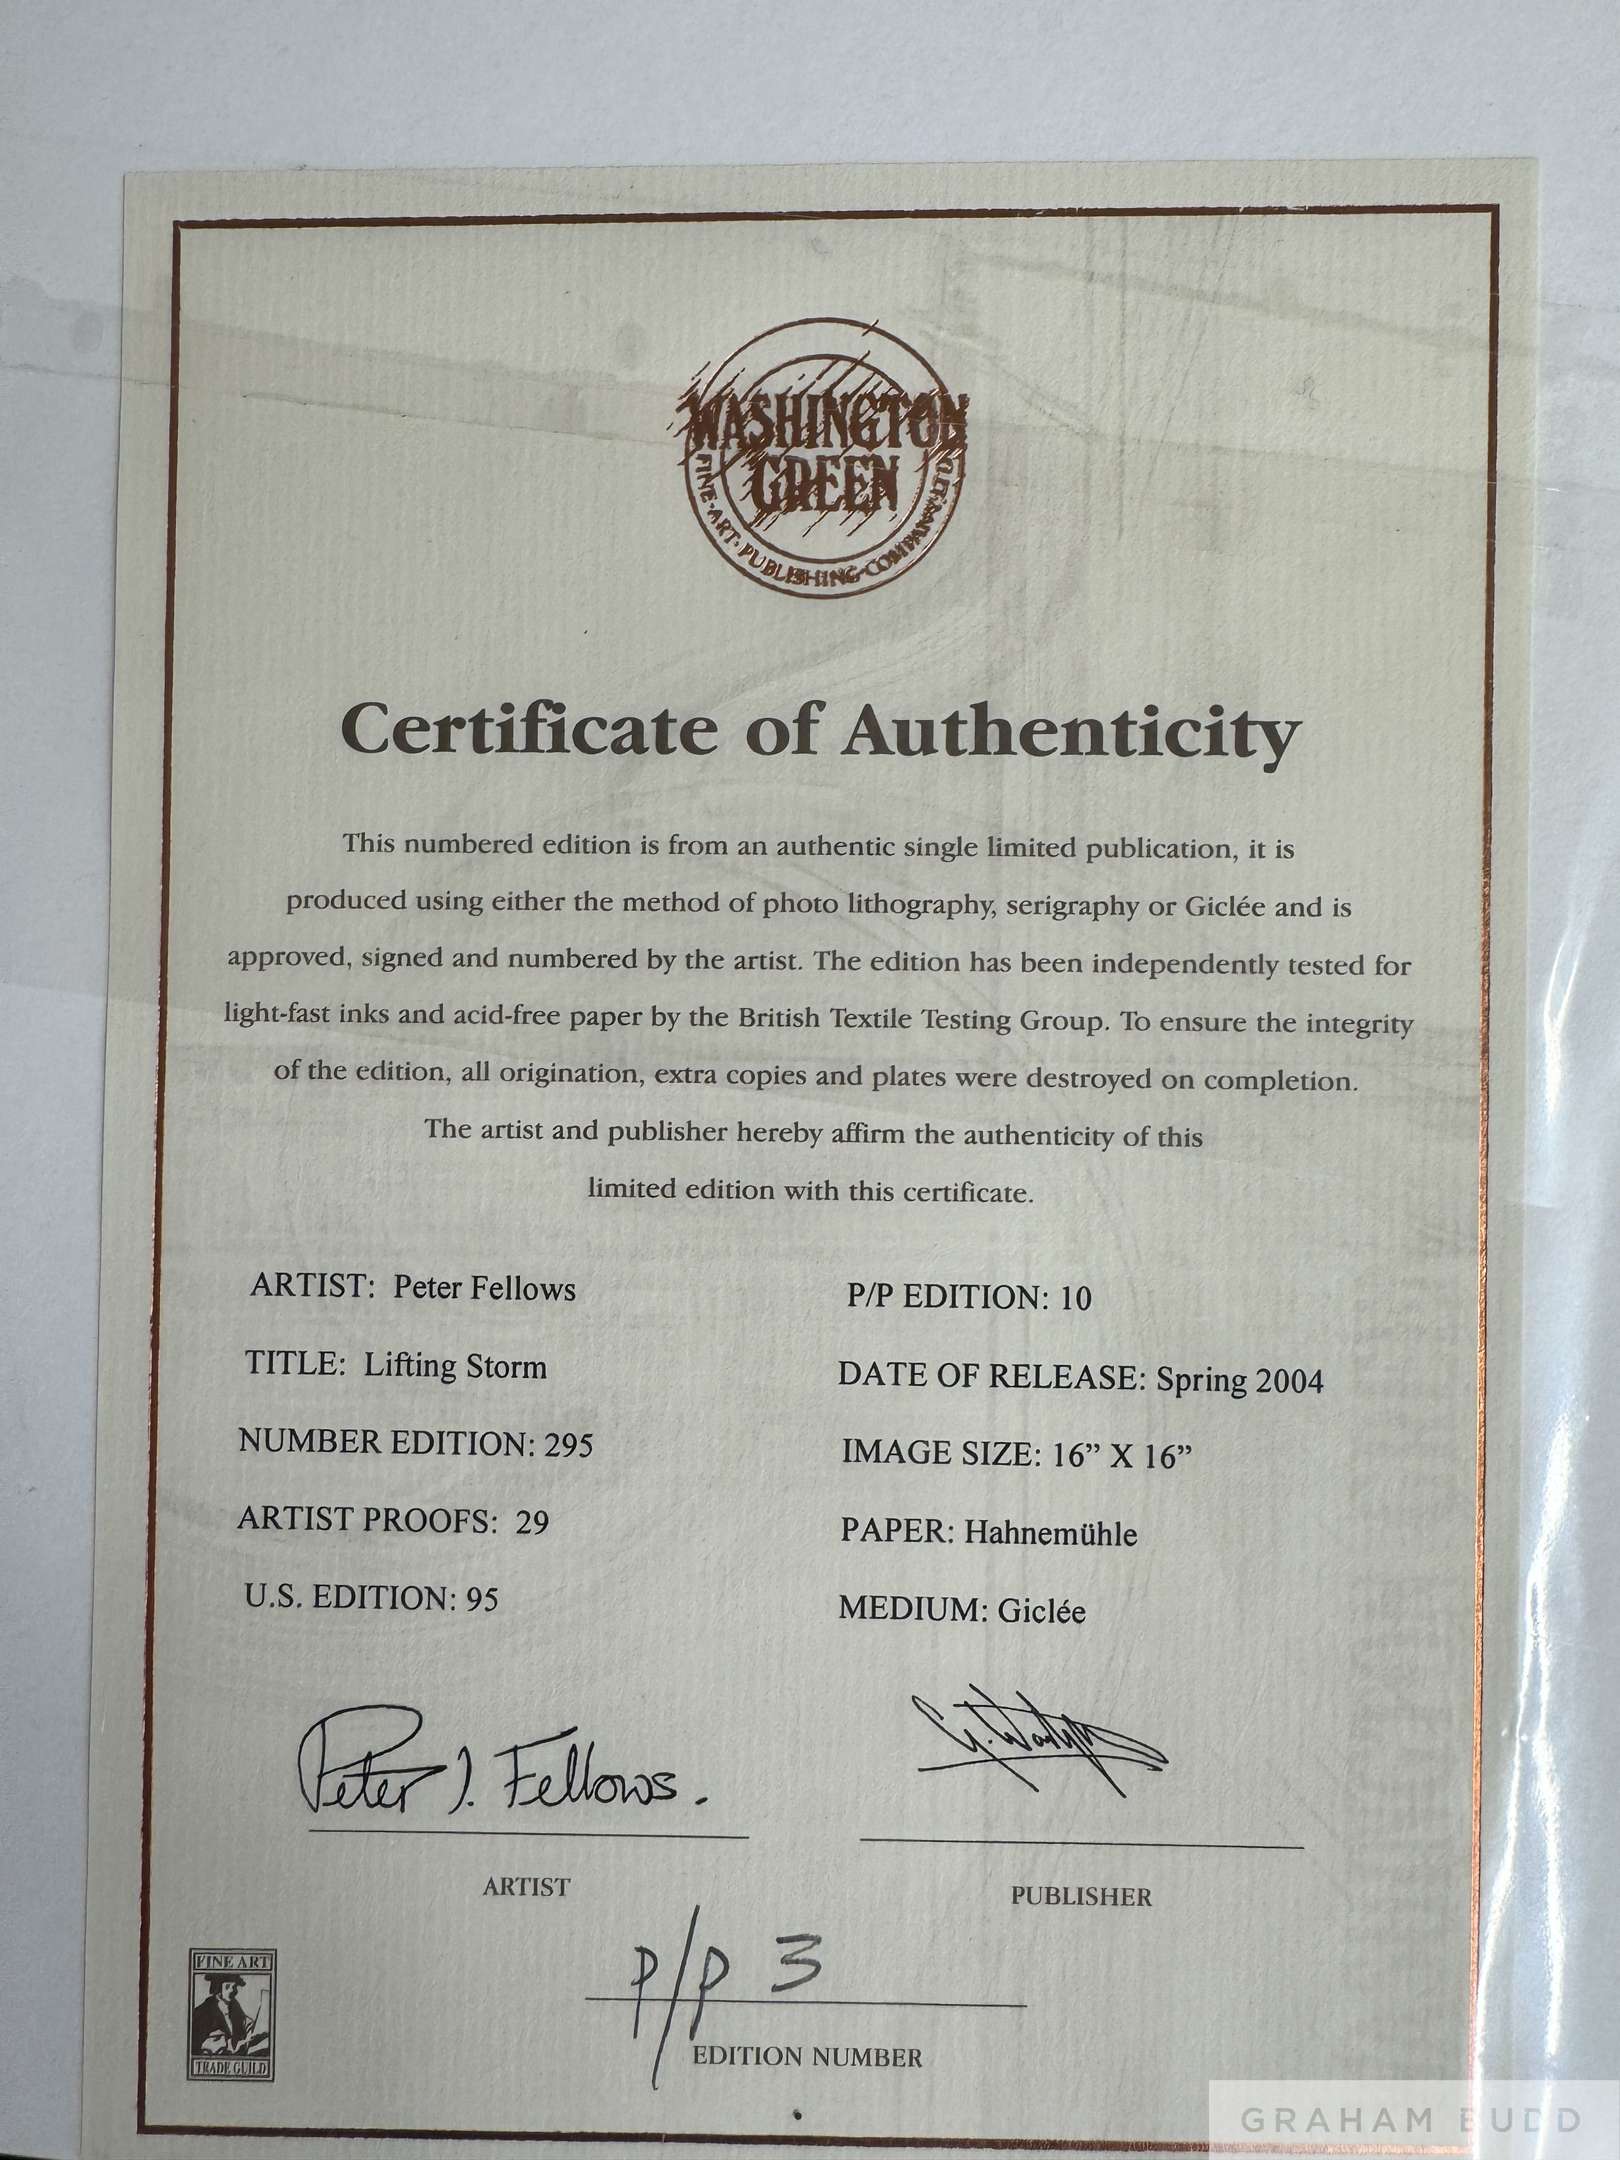 WASHINGTON
GREEN
FINE·ART·PUBLISHING·COMPANY·LTD
Certificate of Authenticity
This numbered edition is from an authentic single limited publication, it is
produced using either the method of photo lithography, serigraphy or Giclée and is
approved, signed and numbered by the artist. The edition has been independently tested for
light-fast inks and acid-free paper by the British Textile Testing Group. To ensure the integrity
of the edition, all origination, extra copies and plates were destroyed on completion.
The artist and publisher hereby affirm the authenticity of this
limited edition with this certificate.
ARTIST: Peter Fellows
P/P EDITION: 10
TITLE: Lifting Storm
DATE OF RELEASE: Spring 2004
NUMBER EDITION: 295
IMAGE SIZE: 16” X 16”
ARTIST PROOFS: 29
PAPER: Hahnemühle
U.S. EDITION: 95
MEDIUM: Giclée
Peter J. Fellows.
ARTIST
PUBLISHER
P/P 3
EDITION NUMBER
FINE ART
TRADE GUILD
GRAHAM BUDD